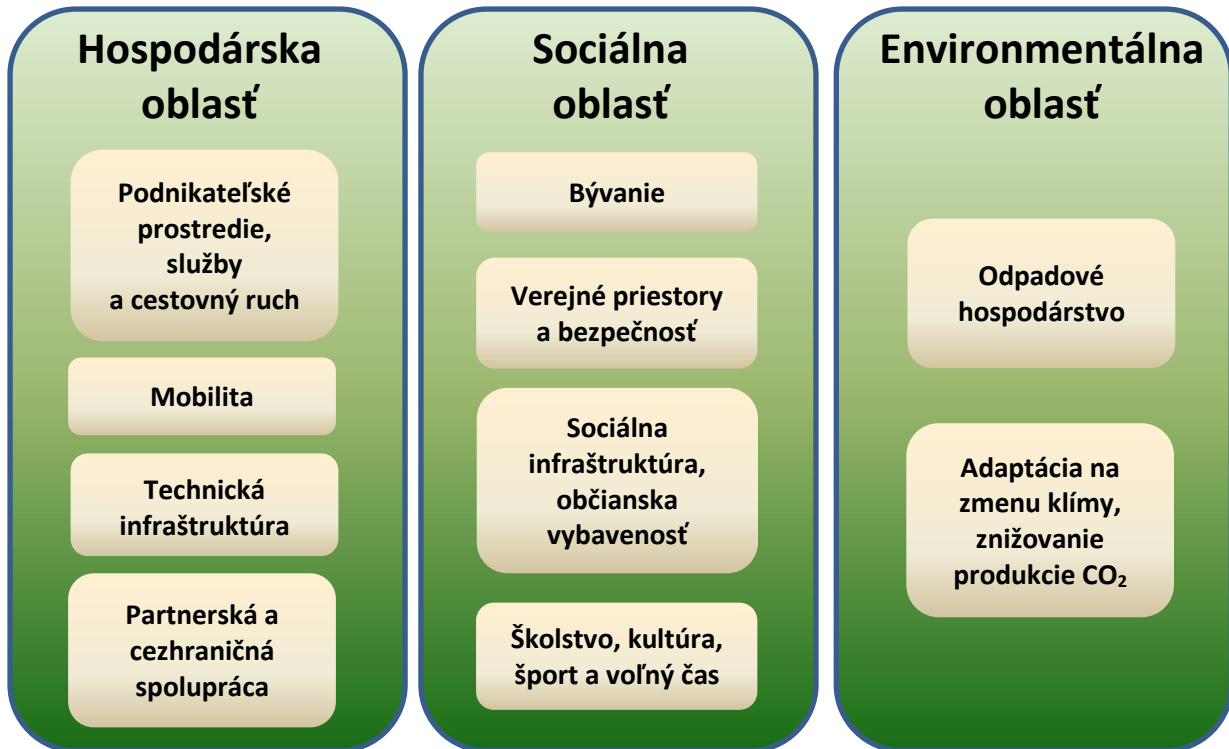 Hospodárska
oblasť
Podnikateľské
prostredie,
služby
a cestovný ruch
Mobilita
Technická
infraštruktúra
Partnerská a
cezhraničná
spolupráca
Sociálna
oblasť
Bývanie
Verejné priestory
a bezpečnosť
Sociálna
infraštruktúra,
občianska
vybavenosť
Školstvo, kultúra,
šport a voľný čas
Environmentálna
oblasť
Odpadové
hospodárstvo
Adaptácia na
zmenu klímy,
znižovanie
produkcie CO₂